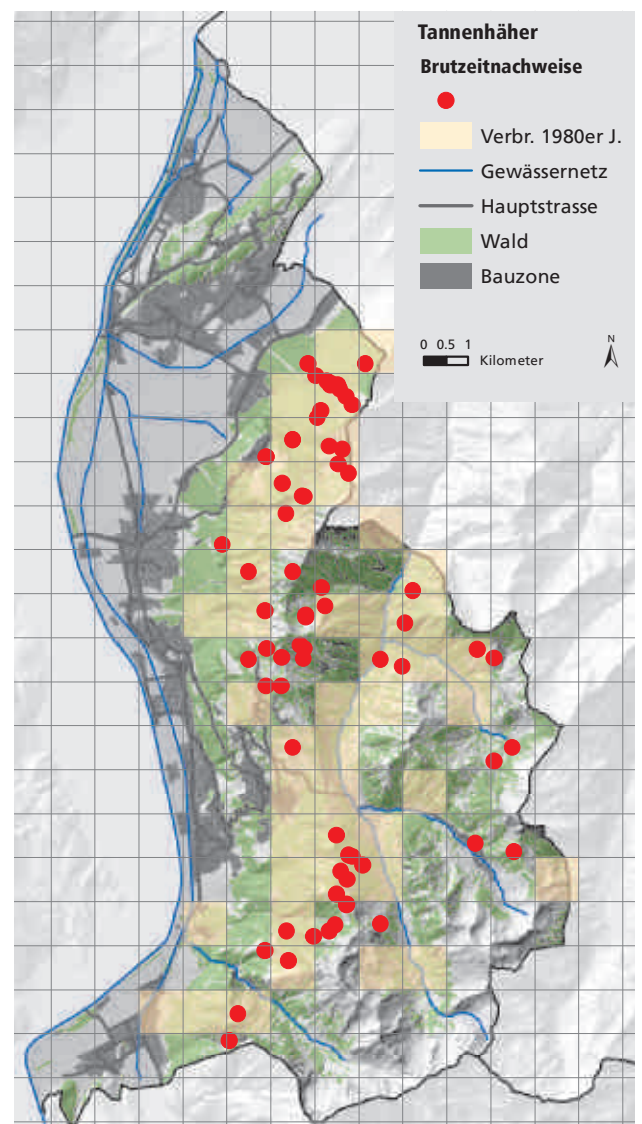 Tannenhäher
Brutzeitnachweise
Verbr. 1980er J.
Gewässernetz
Hauptstrasse
Wald
Bauzone
0 0.5 1
Kilometer
N